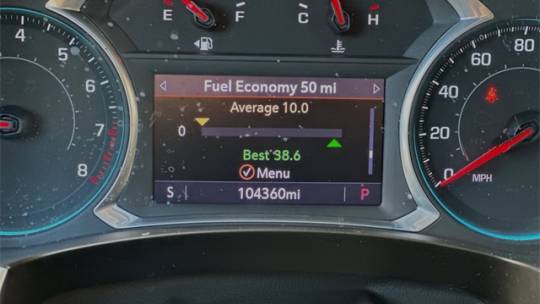 E F C H
4 5 6 7 8
Fuel Economy 50 mi
Average 10.0
0
Best 38.6
Menu
S 104360mi P
0 20 40 60 80
MPH